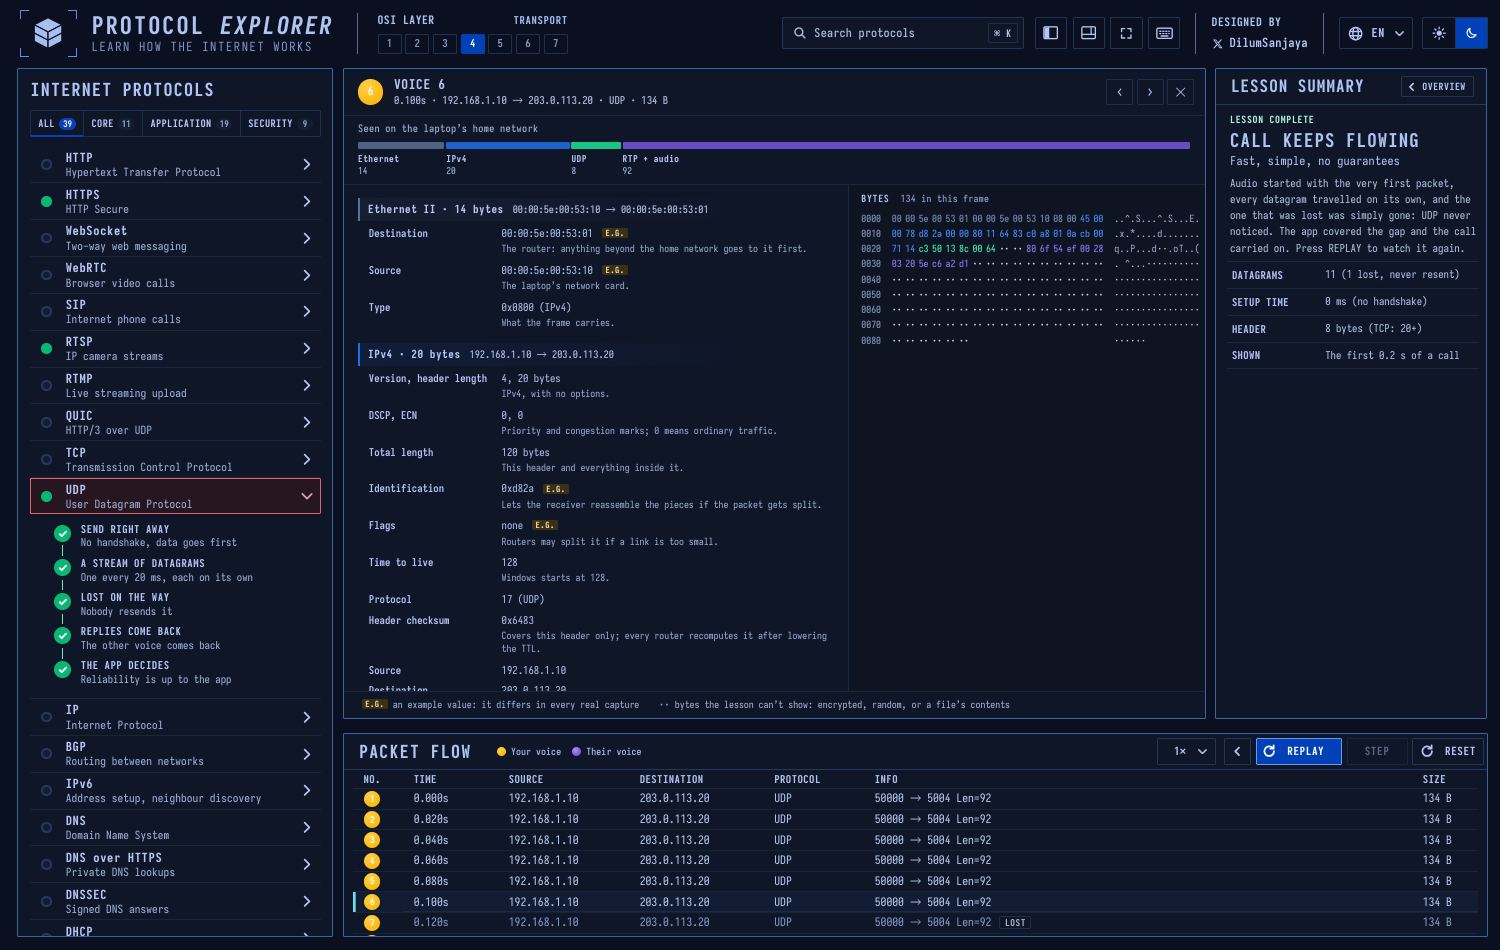 PROTOCOL EXPLORER
LEARN HOW THE INTERNET WORKS
OSI LAYER TRANSPORT
1 2 3 4 5 6 7
Search protocols ⌘ K
DESIGNED BY
DilumSanjaya
EN
INTERNET PROTOCOLS
ALL 39 CORE 11 APPLICATION 19 SECURITY 9
HTTP
Hypertext Transfer Protocol
HTTPS
HTTP Secure
WebSocket
Two-way web messaging
WebRTC
Browser video calls
SIP
Internet phone calls
RTSP
IP camera streams
RTMP
Live streaming upload
QUIC
HTTP/3 over UDP
TCP
Transmission Control Protocol
UDP
User Datagram Protocol
SEND RIGHT AWAY
No handshake, data goes first
A STREAM OF DATAGRAMS
One every 20 ms, each on its own
LOST ON THE WAY
Nobody resends it
REPLIES COME BACK
The other voice comes back
THE APP DECIDES
Reliability is up to the app
IP
Internet Protocol
BGP
Routing between networks
IPv6
Address setup, neighbour discovery
DNS
Domain Name System
DNS over HTTPS
Private DNS lookups
DNSSEC
Signed DNS answers
DHCP
6 VOICE 6
0.100s · 192.168.1.10 → 203.0.113.20 · UDP · 134 B
Seen on the laptop's home network
Ethernet IPv4 UDP RTP + audio
14 20 8 92
Ethernet II · 14 bytes 00:00:5e:00:53:10 → 00:00:5e:00:53:01
Destination 00:00:5e:00:53:01 E.G.
The router: anything beyond the home network goes to it first.
Source 00:00:5e:00:53:10 E.G.
The laptop's network card.
Type 0x0800 (IPv4)
What the frame carries.
IPv4 · 20 bytes 192.168.1.10 → 203.0.113.20
Version, header length 4, 20 bytes
IPv4, with no options.
DSCP, ECN 0, 0
Priority and congestion marks; 0 means ordinary traffic.
Total length 120 bytes
This header and everything inside it.
Identification 0xd82a E.G.
Lets the receiver reassemble the pieces if the packet gets split.
Flags none E.G.
Routers may split it if a link is too small.
Time to live 128
Windows starts at 128.
Protocol 17 (UDP)
Header checksum 0x6483
Covers this header only; every router recomputes it after lowering
the TTL.
Source 192.168.1.10
Destination 203.0.113.20
BYTES 134 in this frame
0000 00 00 5e 00 53 01 00 00 5e 00 53 10 08 00 45 00 ..^.S...^.S...E.
0010 00 78 d8 2a 00 00 80 11 64 83 c0 a8 01 0a cb 00 .x.*....d.......
0020 71 14 c3 50 13 8c 00 64 ·· ·· 80 6f 54 ef 00 28 q..P...d··.oT..(
0030 03 20 5e c6 a2 d1 ·· ·· ·· ·· ·· ·· ·· ·· ·· ·· . ^...··········
0040 ·· ·· ·· ·· ·· ·· ·· ·· ·· ·· ·· ·· ·· ·· ·· ·· ················
0050 ·· ·· ·· ·· ·· ·· ·· ·· ·· ·· ·· ·· ·· ·· ·· ·· ················
0060 ·· ·· ·· ·· ·· ·· ·· ·· ·· ·· ·· ·· ·· ·· ·· ·· ················
0070 ·· ·· ·· ·· ·· ·· ·· ·· ·· ·· ·· ·· ·· ·· ·· ·· ················
0080 ·· ·· ·· ·· ·· ·· ······
E.G. an example value: it differs in every real capture ·· bytes the lesson can't show: encrypted, random, or a file's contents
LESSON SUMMARY OVERVIEW
LESSON COMPLETE
CALL KEEPS FLOWING
Fast, simple, no guarantees
Audio started with the very first packet,
every datagram travelled on its own, and the
one that was lost was simply gone: UDP never
noticed. The app covered the gap and the call
carried on. Press REPLAY to watch it again.
DATAGRAMS 11 (1 lost, never resent)
SETUP TIME 0 ms (no handshake)
HEADER 8 bytes (TCP: 20+)
SHOWN The first 0.2 s of a call
PACKET FLOW Your voice Their voice 1× REPLAY STEP RESET
NO. TIME SOURCE DESTINATION PROTOCOL INFO SIZE
1 0.000s 192.168.1.10 203.0.113.20 UDP 50000 → 5004 Len=92 134 B
2 0.020s 192.168.1.10 203.0.113.20 UDP 50000 → 5004 Len=92 134 B
3 0.040s 192.168.1.10 203.0.113.20 UDP 50000 → 5004 Len=92 134 B
4 0.060s 192.168.1.10 203.0.113.20 UDP 50000 → 5004 Len=92 134 B
5 0.080s 192.168.1.10 203.0.113.20 UDP 50000 → 5004 Len=92 134 B
6 0.100s 192.168.1.10 203.0.113.20 UDP 50000 → 5004 Len=92 134 B
7 0.120s 192.168.1.10 203.0.113.20 UDP 50000 → 5004 Len=92 LOST 134 B